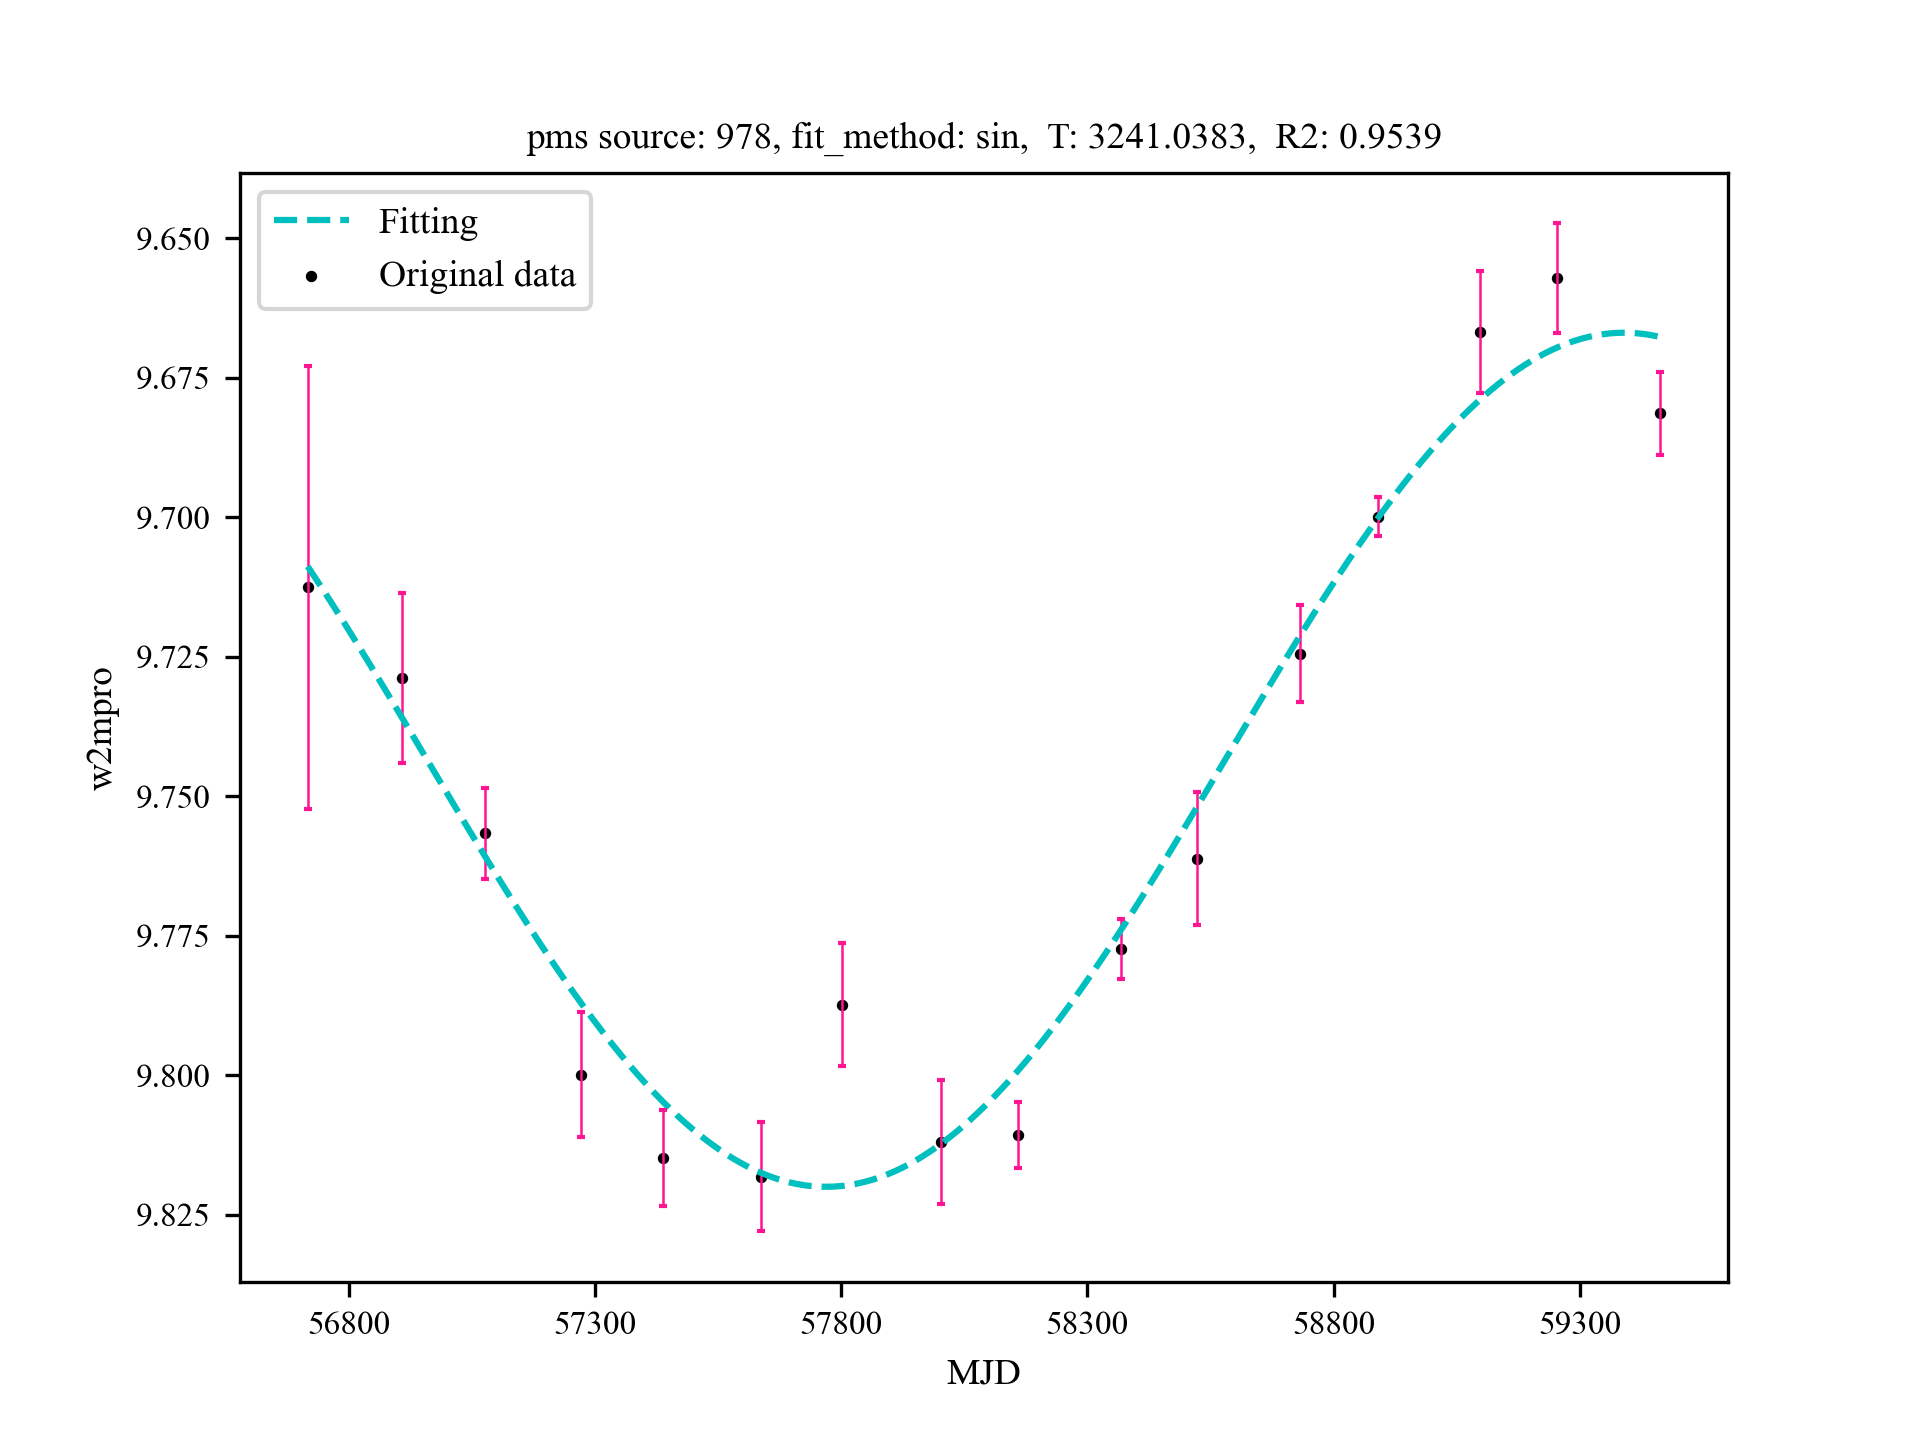 pms source: 978, fit_method: sin, T: 3241.0383, R2: 0.9539
Fitting
Original data
9.650
9.675
9.700
9.725
9.750
9.775
9.800
9.825
w2mpro
56800 57300 57800 58300 58800 59300
MJD